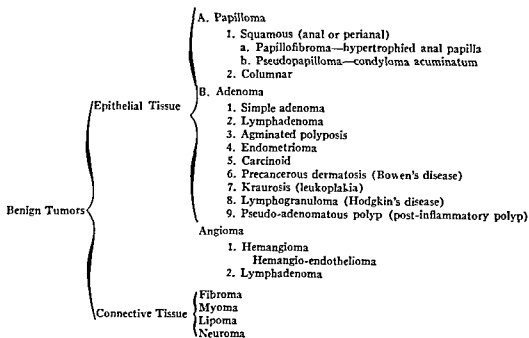 A. Papilloma
1. Squamous (anal or perianal)
a. Papillofibroma—hypertrophied anal papilla
b. Pseudopapilloma—condyloma acuminatum
2. Columnar
Epithelial Tissue
B. Adenoma
1. Simple adenoma
2. Lymphadenoma
3. Agminated polyposis
4. Endometrioma
5. Carcinoid
6. Precancerous dermatosis (Bowen's disease)
7. Kraurosis (leukoplakia)
8. Lymphogranuloma (Hodgkin's disease)
9. Pseudo-adenomatous polyp (post-inflammatory polyp)
Benign Tumors
Angioma
1. Hemangioma
Hemangio-endothelioma
2. Lymphadenoma
Connective Tissue
Fibroma
Myoma
Lipoma
Neuroma